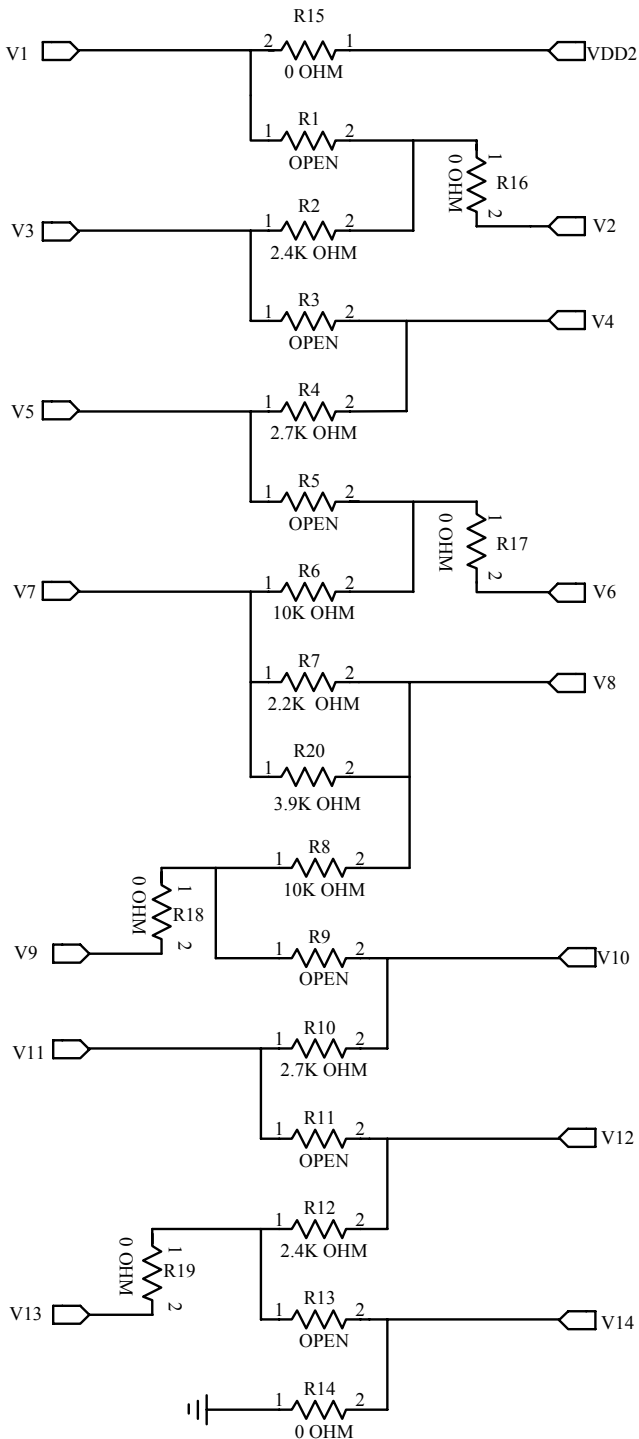 R15
V1
2
1
VDD2
0 OHM
R1
1
2
OPEN
1
0 OHM
R16
2
R2
V3
1
2
V2
2.4K OHM
R3
1
2
V4
OPEN
R4
V5
1
2
2.7K OHM
R5
1
2
OPEN
1
0 OHM
R17
2
R6
V7
1
2
V6
10K OHM
R7
1
2
V8
2.2K OHM
R20
1
2
3.9K OHM
R8
1
2
10K OHM
1
0 OHM
R18
2
V9
R9
1
2
V10
OPEN
R10
V11
1
2
2.7K OHM
R11
1
2
V12
OPEN
R12
1
2
2.4K OHM
1
0 OHM
R19
2
V13
R13
1
2
V14
OPEN
R14
1
2
0 OHM